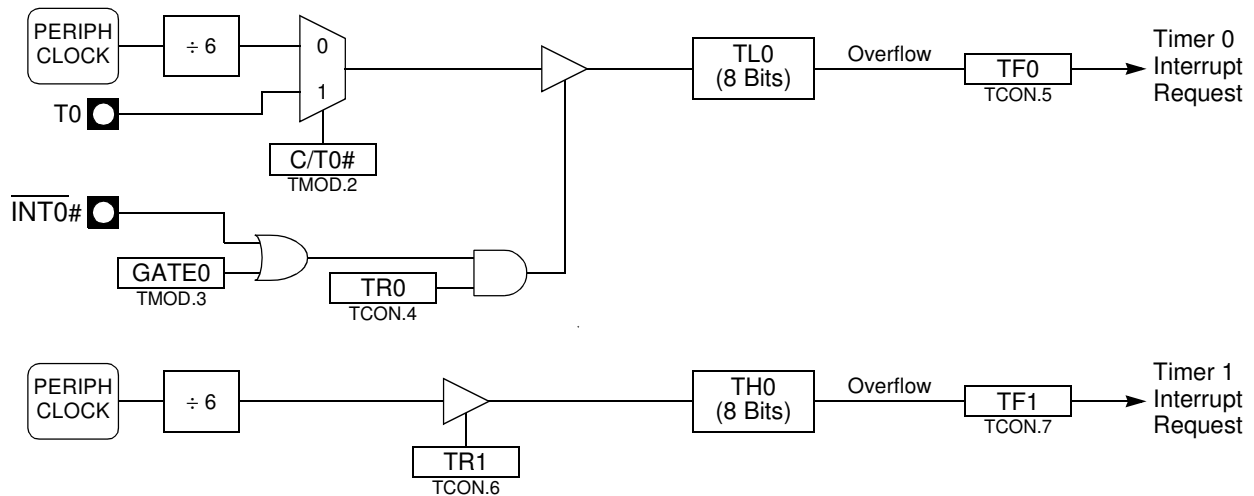 PERIPH
CLOCK
÷ 6
0
1
T0
C/T0#
TMOD.2
TL0
(8 Bits)
Overflow
TF0
TCON.5
Timer 0
Interrupt
Request
INT0#
GATE0
TMOD.3
TR0
TCON.4
PERIPH
CLOCK
÷ 6
TR1
TCON.6
TH0
(8 Bits)
Overflow
TF1
TCON.7
Timer 1
Interrupt
Request